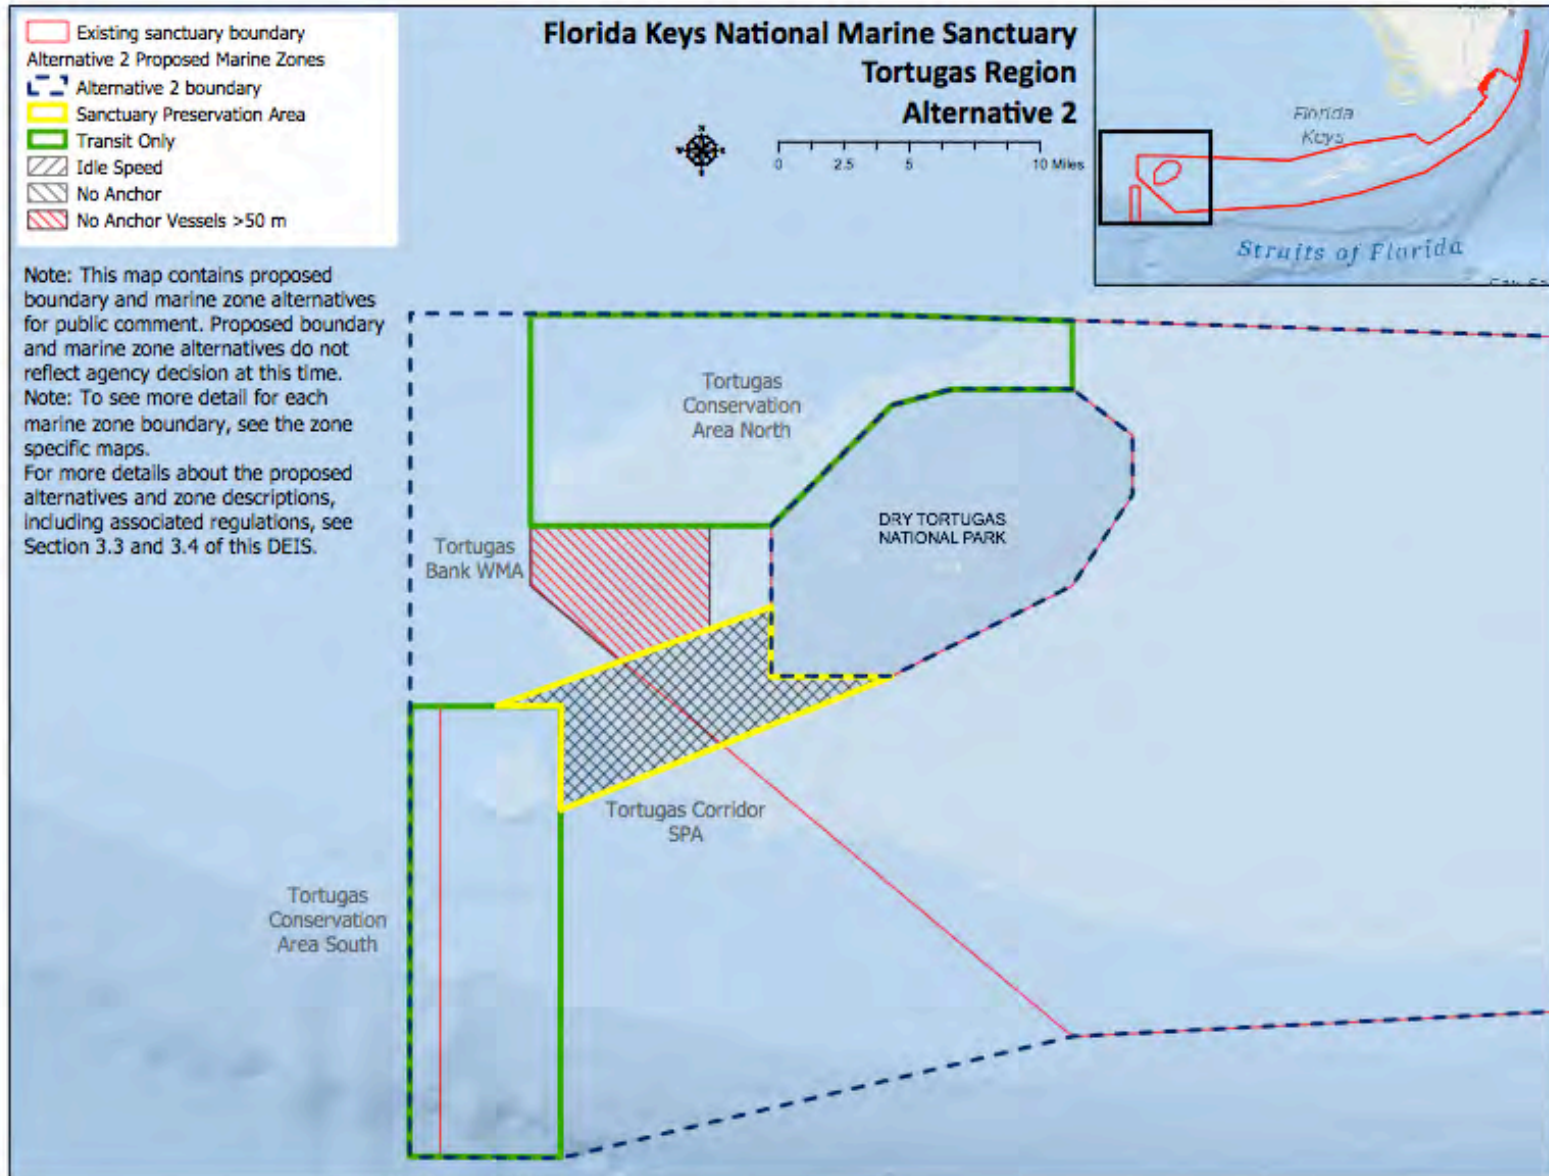 Existing sanctuary boundary
Alternative 2 Proposed Marine Zones
Alternative 2 boundary
Sanctuary Preservation Area
Transit Only
Idle Speed
No Anchor
No Anchor Vessels >50 m
Note: This map contains proposed
boundary and marine zone alternatives
for public comment. Proposed boundary
and marine zone alternatives do not
reflect agency decision at this time.
Note: To see more detail for each
marine zone boundary, see the zone
specific maps.
For more details about the proposed
alternatives and zone descriptions,
including associated regulations, see
Section 3.3 and 3.4 of this DEIS.
Florida Keys National Marine Sanctuary
Tortugas Region
Alternative 2
N
0 2.5 5 10 Miles
Florida
Keys
Straits of Florida
Tortugas
Conservation
Area North
DRY TORTUGAS
NATIONAL PARK
Tortugas
Bank WMA
Tortugas Corridor
SPA
Tortugas
Conservation
Area South